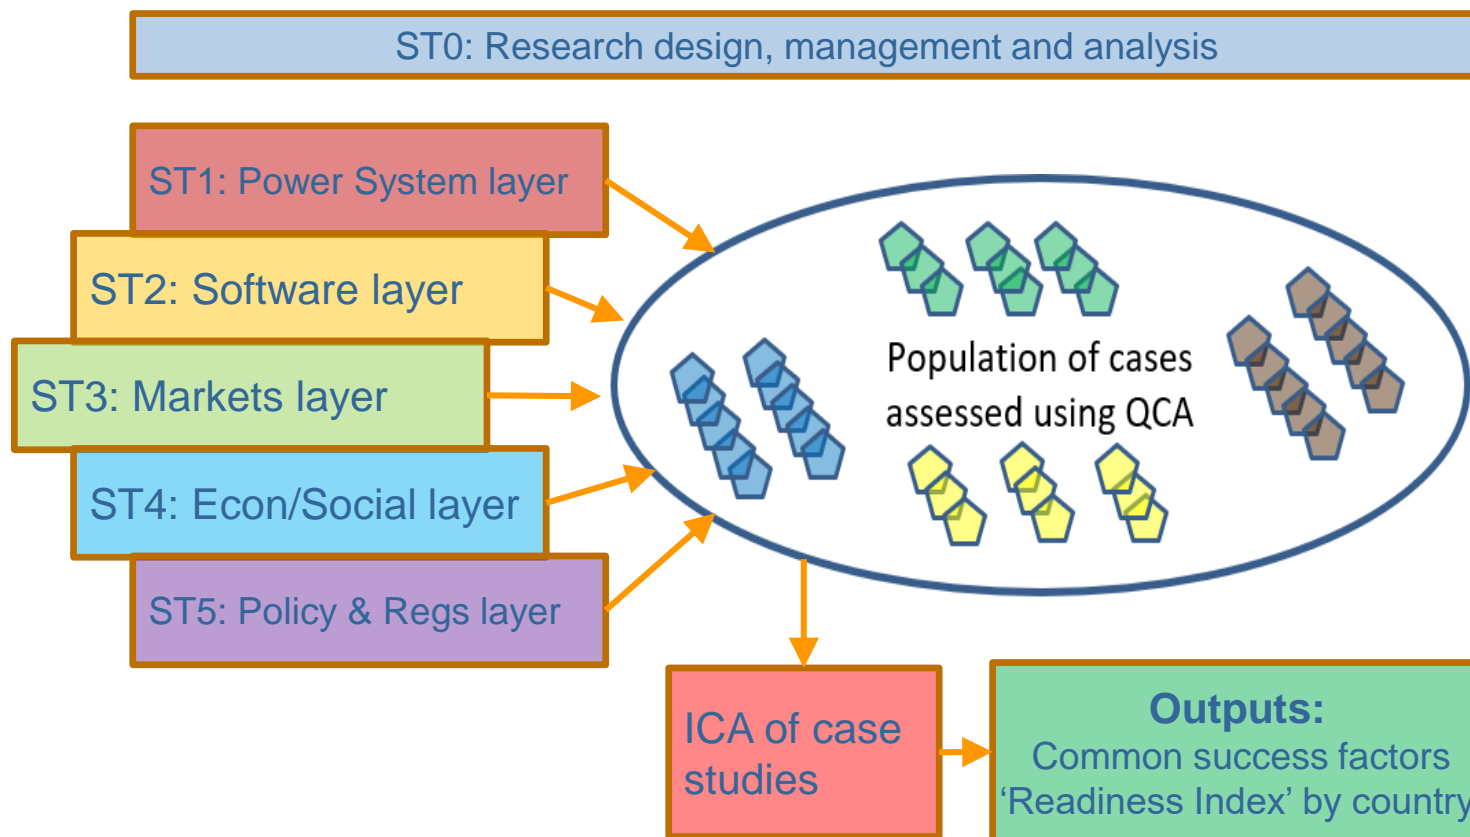 ST0: Research design, management and analysis
ST1: Power System layer
ST2: Software layer
ST3: Markets layer
ST4: Econ/Social layer
ST5: Policy & Regs layer
Population of cases
assessed using QCA
ICA of case
studies
Outputs:
Common success factors
‘Readiness Index’ by country